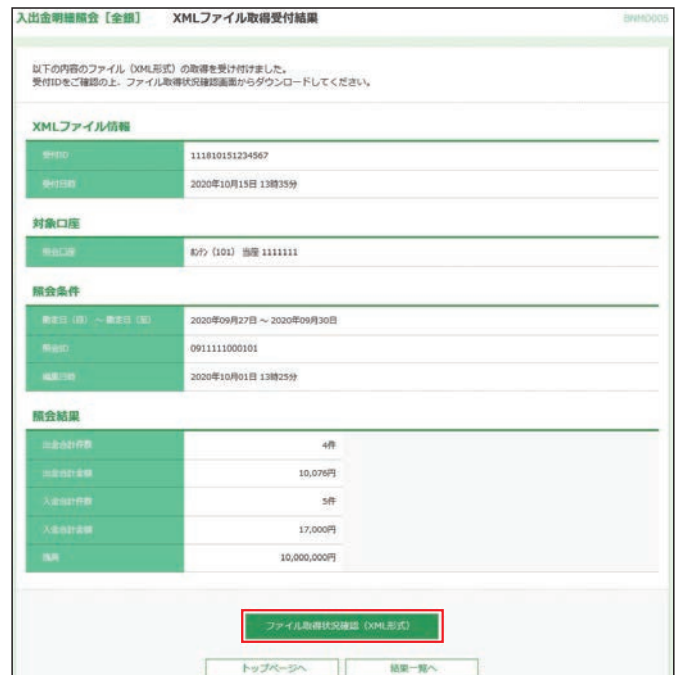 入出金明細照会［全銀］ XMLファイル取得受付結果 BNMD005
以下の内容のファイル（XML形式）の取得を受け付けました。
受付IDをご確認の上、ファイル取得状況確認画面からダウンロードしてください。
XMLファイル情報
受付ID 111810151234567
受付日時 2020年10月15日 13時35分
対象口座
照会口座 ﾎﾝﾃﾝ（101） 当座 1111111
照会条件
勘定日（自）～勘定日（至） 2020年09月27日 ～ 2020年09月30日
照会ID 0911111000101
編集日時 2020年10月01日 13時25分
照会結果
出金合計件数 4件
出金合計金額 10,076円
入金合計件数 5件
入金合計金額 17,000円
残高 10,000,000円
ファイル取得状況確認（XML形式）
トップページへ 結果一覧へ